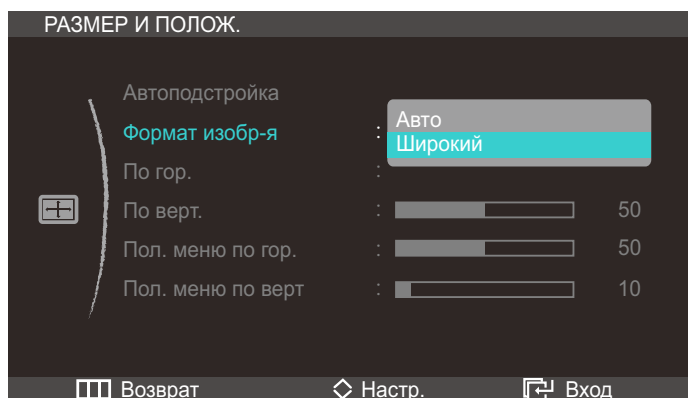 РАЗМЕР И ПОЛОЖ.
Автоподстройка
Формат изобр-я : Авто
Широкий
По гор. :
По верт. : 50
Пол. меню по гор. : 50
Пол. меню по верт : 10
Возврат Настр. Вход